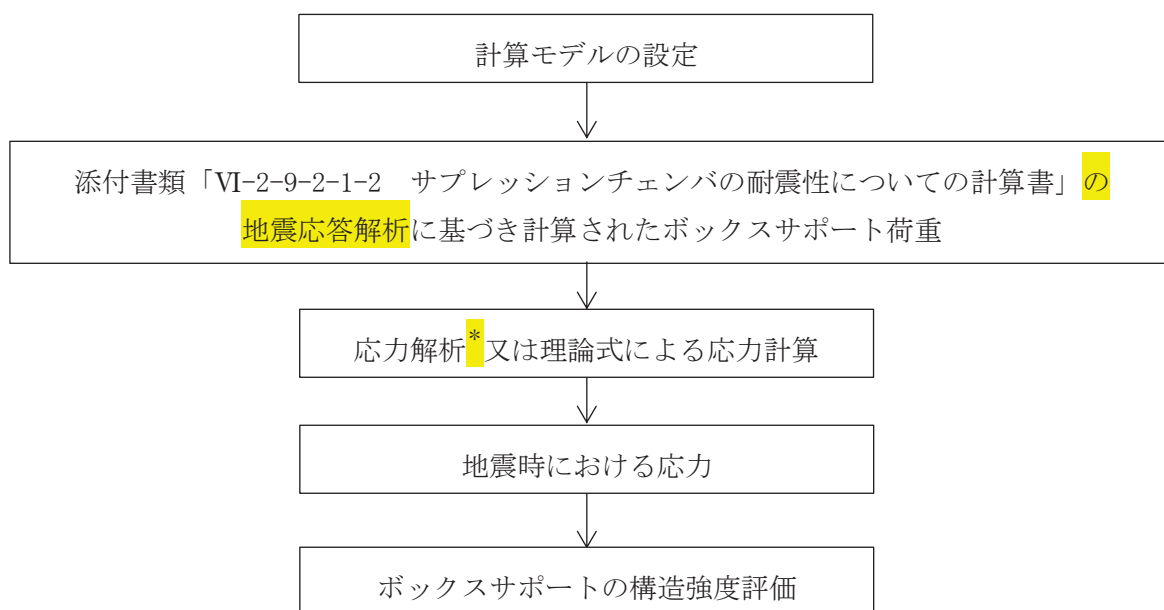 計算モデルの設定
添付書類「Ⅵ-2-9-2-1-2　サプレッションチェンバの耐震性についての計算書」の
地震応答解析に基づき計算されたボックスサポート荷重
応力解析*又は理論式による応力計算
地震時における応力
ボックスサポートの構造強度評価